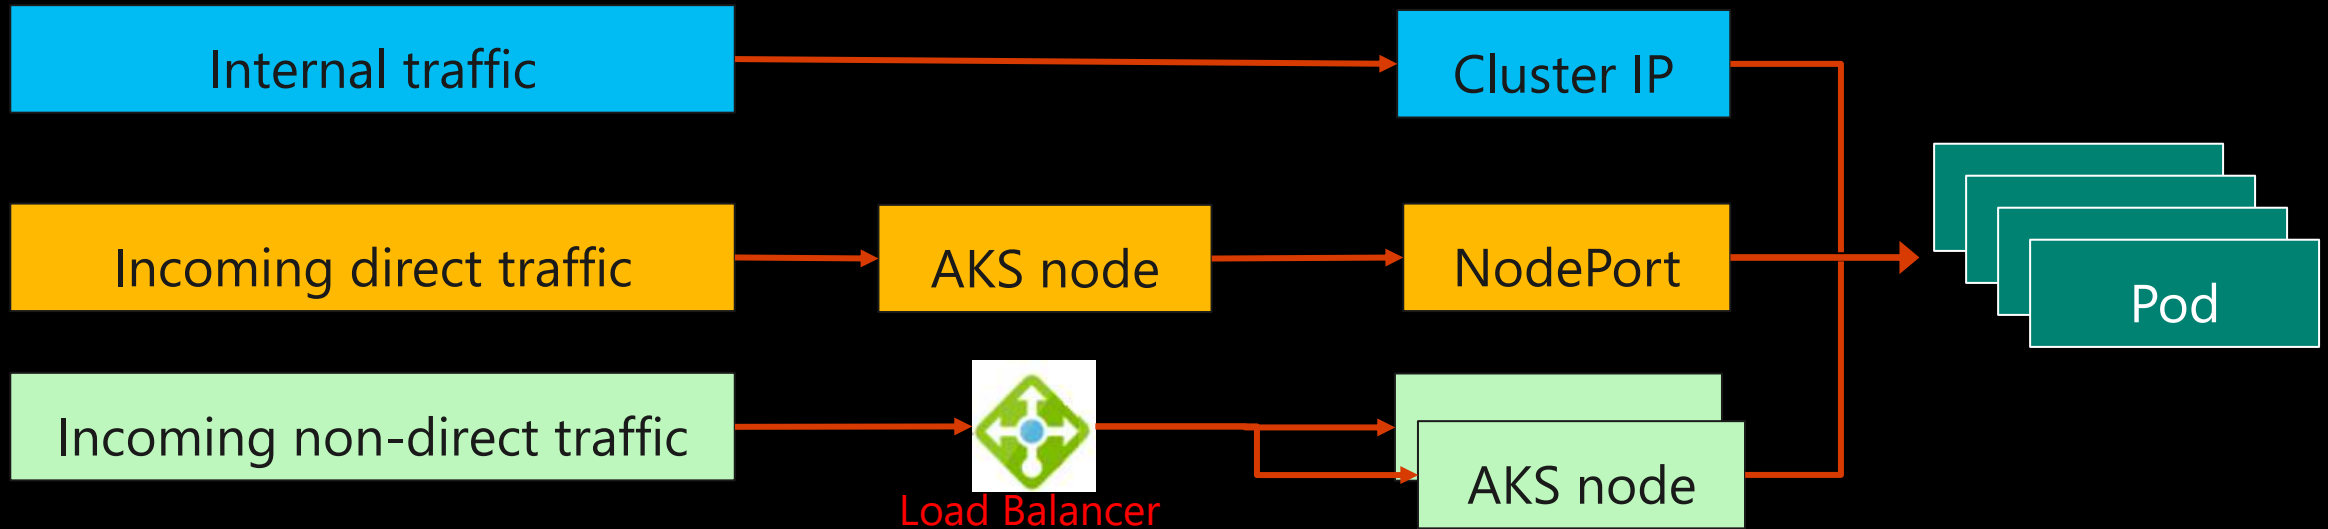 Internal traffic
Cluster IP
Incoming direct traffic
AKS node
NodePort
Pod
Incoming non-direct traffic
Load Balancer
AKS node